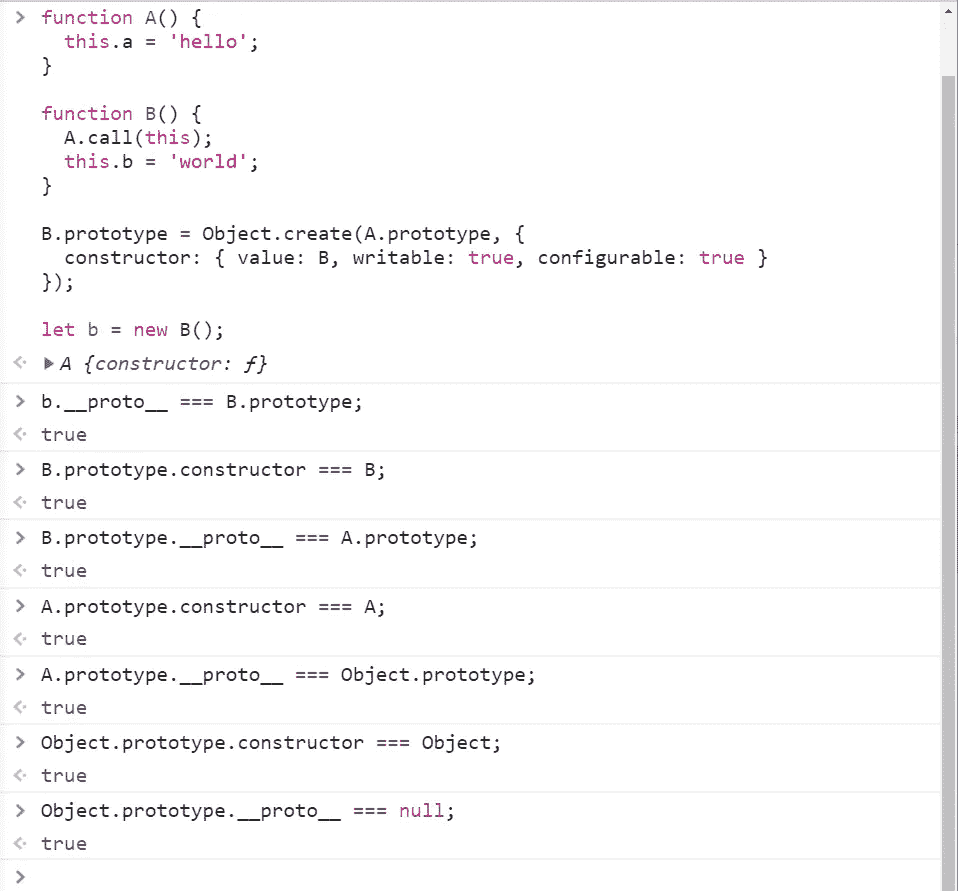 > function A() {
this.a = 'hello';
}
function B() {
A.call(this);
this.b = 'world';
}
B.prototype = Object.create(A.prototype, {
constructor: { value: B, writable: true, configurable: true }
});
let b = new B();
<· ▶ A {constructor: ƒ}
> b.__proto__ === B.prototype;
<· true
> B.prototype.constructor === B;
<· true
> B.prototype.__proto__ === A.prototype;
<· true
> A.prototype.constructor === A;
<· true
> A.prototype.__proto__ === Object.prototype;
<· true
> Object.prototype.constructor === Object;
<· true
> Object.prototype.__proto__ === null;
<· true
>